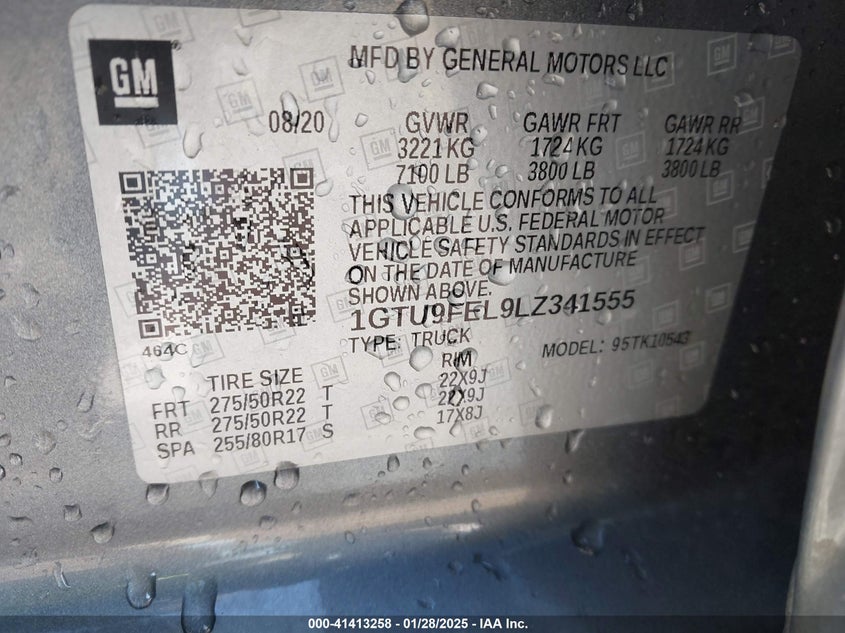 GM
MFD BY GENERAL MOTORS LLC
08/20 GVWR GAWR FRT GAWR RR
3221 KG 1724 KG 1724 KG
7100 LB 3800 LB 3800 LB
THIS VEHICLE CONFORMS TO ALL
APPLICABLE U.S. FEDERAL MOTOR
VEHICLE SAFETY STANDARDS IN EFFECT
ON THE DATE OF MANUFACTURE
SHOWN ABOVE.
1GTU9FEL9LZ341555
TYPE: TRUCK MODEL: 95TK10543
464C
TIRE SIZE RIM
FRT 275/50R22 T 22X9J
RR 275/50R22 T 22X9J
SPA 255/80R17 S 17X8J
000-41413258 - 01/28/2025 - IAA Inc.